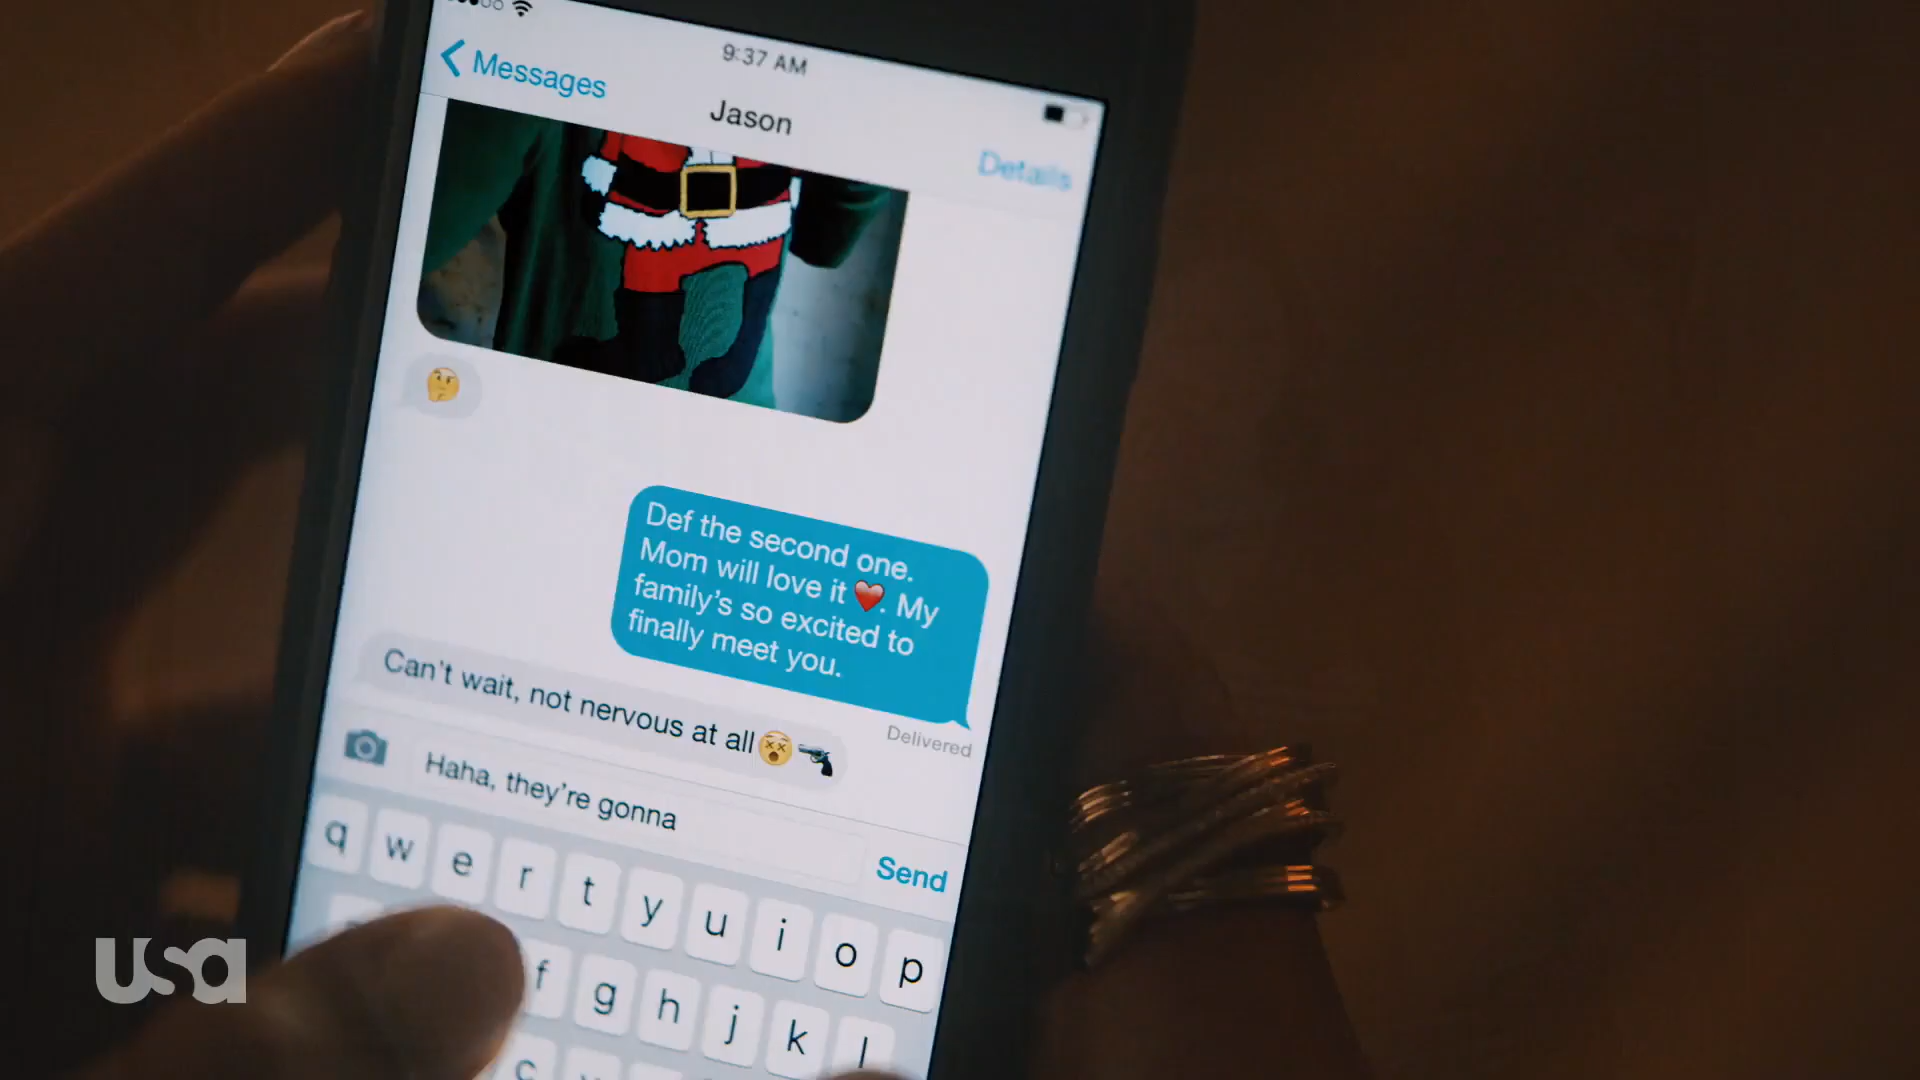 9:37 AM
Messages
Jason
Details
Def the second one.
Mom will love it ❤. My
family's so excited to
finally meet you.
Delivered
Can't wait, not nervous at all😵🔫
Haha, they're gonna
Send
q w e r t y u i o p
f g h j k l
c
usa